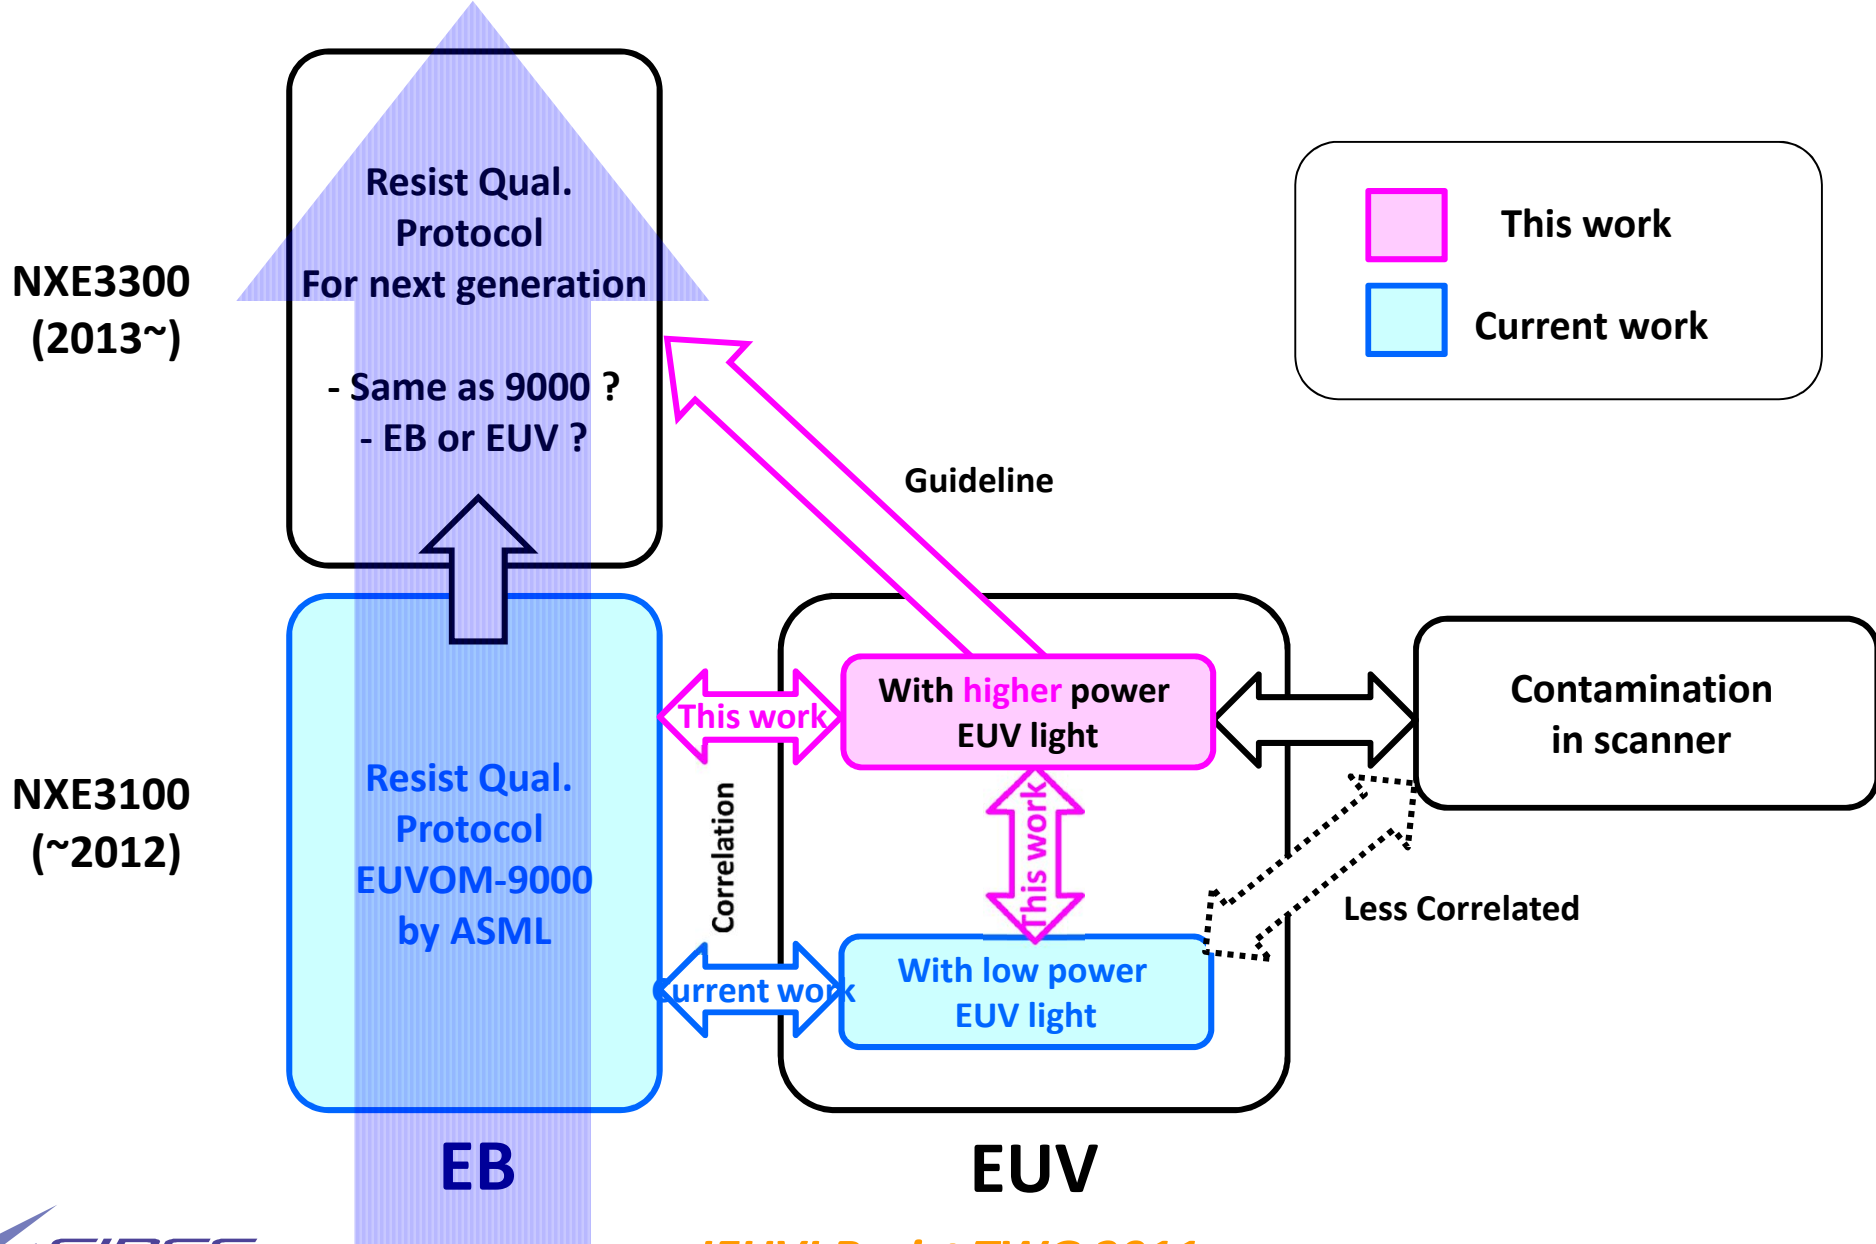 Resist Qual.
Protocol
For next generation
- Same as 9000 ?
- EB or EUV ?
NXE3300
(2013~)
This work
Current work
Guideline
NXE3100
(~2012)
Resist Qual.
Protocol
EUVOM-9000
by ASML
This work
Correlation
Current work
With higher power
EUV light
This work
With low power
EUV light
Contamination
in scanner
Less Correlated
EB
EUV